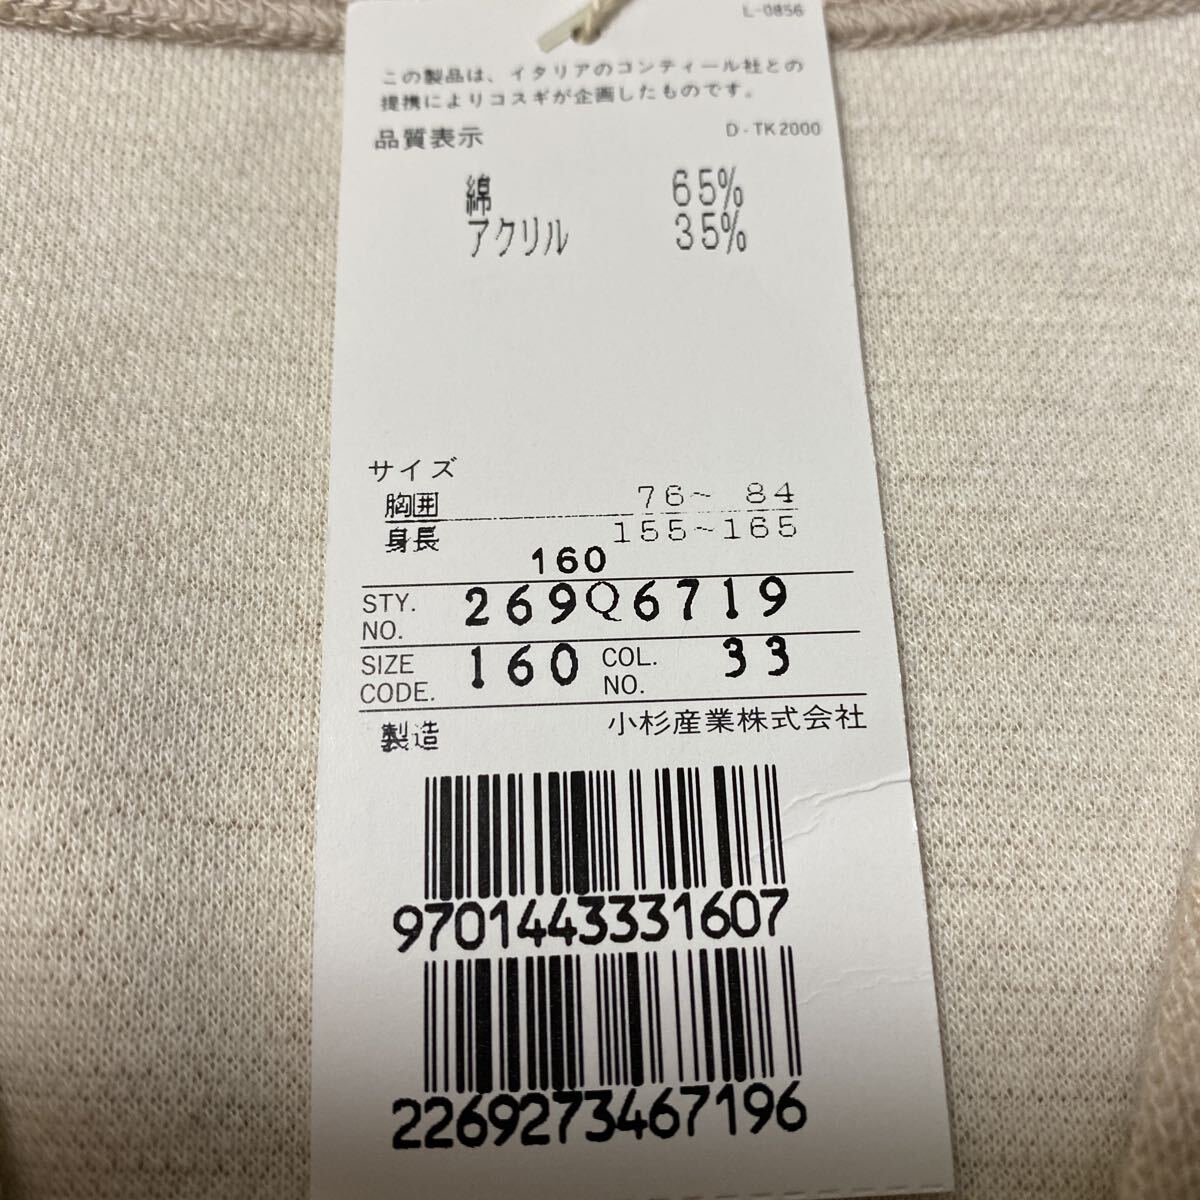 L-0856
この製品は、イタリアのコンティール社との
提携によりコスギが企画したものです。
品質表示 D-TK2000
綿 65%
アクリル 35%
サイズ
胸囲 76～ 84
身長 155～165
160
STY. NO. 269Q6719
SIZE CODE. 160 COL. NO. 33
製造 小杉産業株式会社
9701443331607
2269273467196